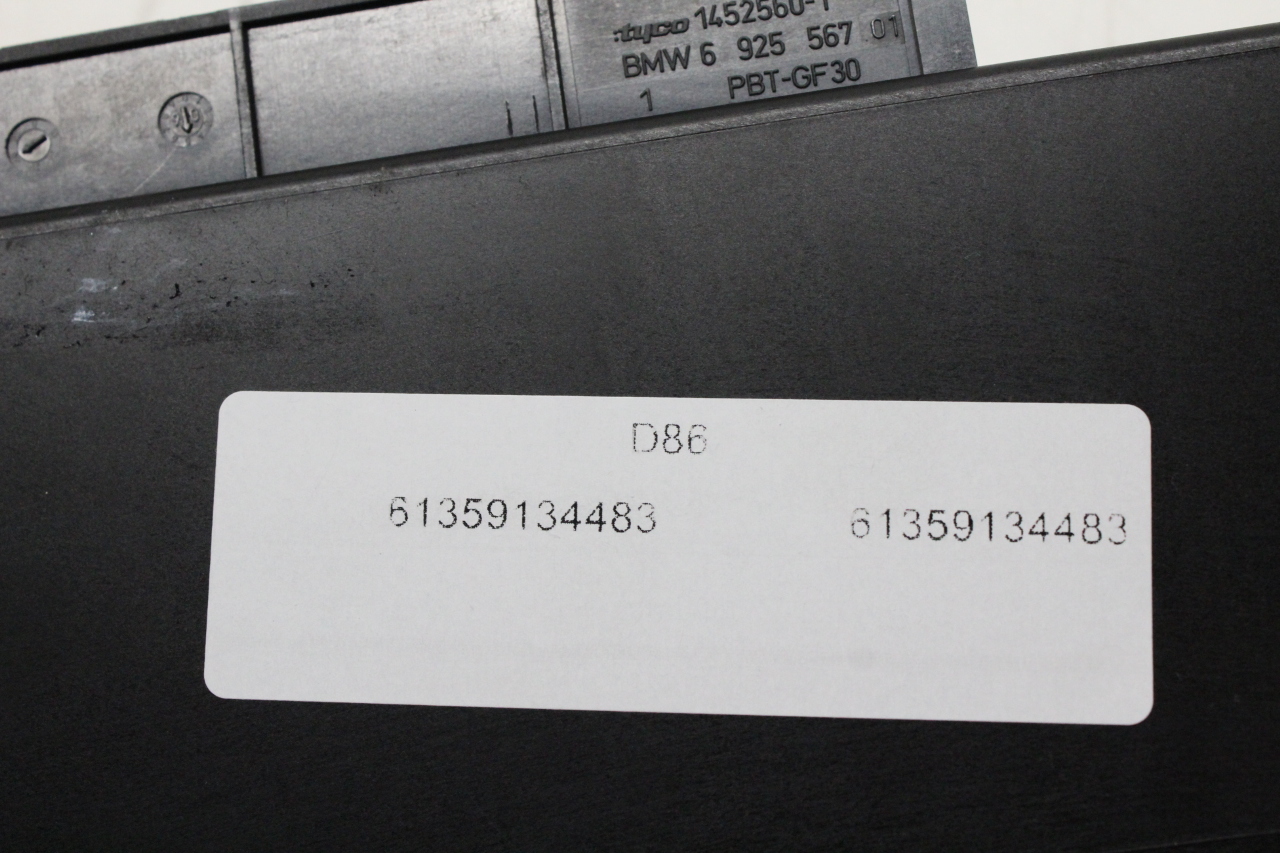 tyco 1452560-1
BMW 6 925 567 01
1 PBT-GF30
D86
61359134483 61359134483